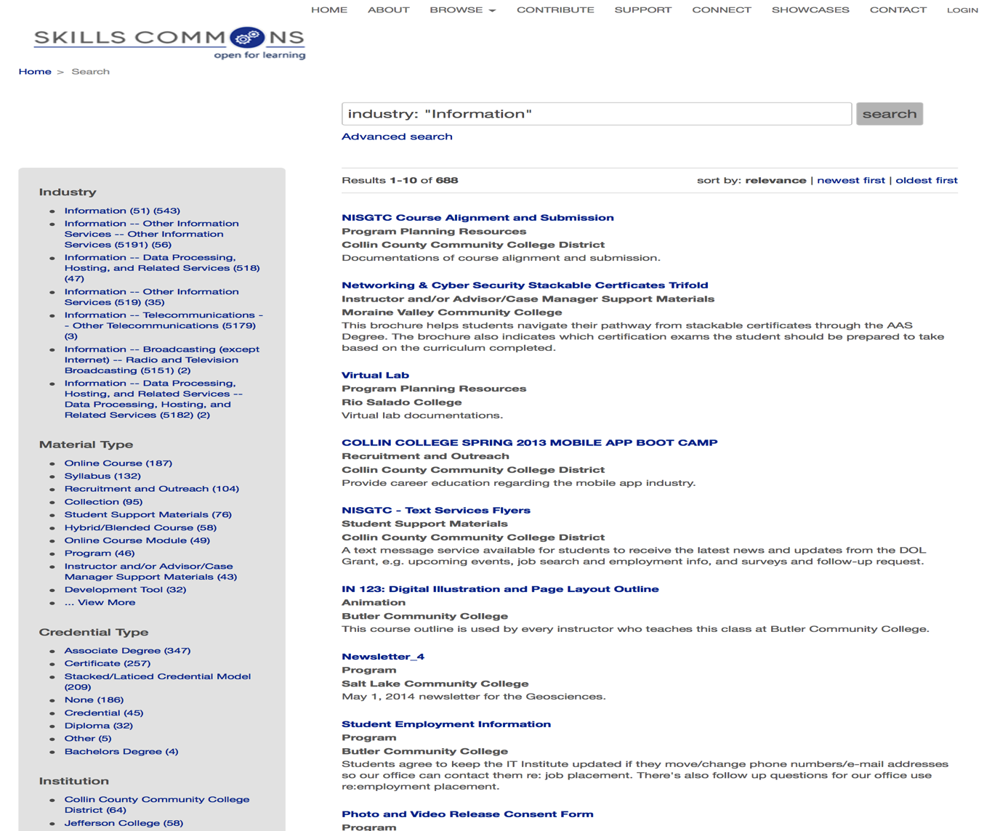 HOME ABOUT BROWSE CONTRIBUTE SUPPORT CONNECT SHOWCASES CONTACT LOGIN
SKILLS COMMONS
open for learning
Home > Search
industry: "Information"
search
Advanced search
Results 1-10 of 688
sort by: relevance | newest first | oldest first
Industry
Information (51) (543)
Information -- Other Information
Services -- Other Information
Services (5191) (56)
Information -- Data Processing,
Hosting, and Related Services (518)
(47)
Information -- Other Information
Services (519) (35)
Information -- Telecommunications -
- Other Telecommunications (5179)
(3)
Information -- Broadcasting (except
Internet) -- Radio and Television
Broadcasting (5151) (2)
Information -- Data Processing,
Hosting, and Related Services --
Data Processing, Hosting, and
Related Services (5182) (2)
Material Type
Online Course (187)
Syllabus (132)
Recruitment and Outreach (104)
Collection (95)
Student Support Materials (76)
Hybrid/Blended Course (58)
Online Course Module (49)
Program (46)
Instructor and/or Advisor/Case
Manager Support Materials (43)
Development Tool (32)
... View More
Credential Type
Associate Degree (347)
Certificate (257)
Stacked/Laticed Credential Model
(209)
None (186)
Credential (45)
Diploma (32)
Other (5)
Bachelors Degree (4)
Institution
Collin County Community College
District (64)
Jefferson College (58)
NISGTC Course Alignment and Submission
Program Planning Resources
Collin County Community College District
Documentations of course alignment and submission.
Networking & Cyber Security Stackable Certficates Trifold
Instructor and/or Advisor/Case Manager Support Materials
Moraine Valley Community College
This brochure helps students navigate their pathway from stackable certificates through the AAS
Degree. The brochure also indicates which certification exams the student should be prepared to take
based on the curriculum completed.
Virtual Lab
Program Planning Resources
Rio Salado College
Virtual lab documentations.
COLLIN COLLEGE SPRING 2013 MOBILE APP BOOT CAMP
Recruitment and Outreach
Collin County Community College District
Provide career education regarding the mobile app industry.
NISGTC - Text Services Flyers
Student Support Materials
Collin County Community College District
A text message service available for students to receive the latest news and updates from the DOL
Grant, e.g. upcoming events, job search and employment info, and surveys and follow-up request.
IN 123: Digital Illustration and Page Layout Outline
Animation
Butler Community College
This course outline is used by every instructor who teaches this class at Butler Community College.
Newsletter_4
Program
Salt Lake Community College
May 1, 2014 newsletter for the Geosciences.
Student Employment Information
Program
Butler Community College
Students agree to keep the IT Institute updated if they move/change phone numbers/e-mail addresses
so our office can contact them re: job placement. There's also follow up questions for our office use
re:employment placement.
Photo and Video Release Consent Form
Program